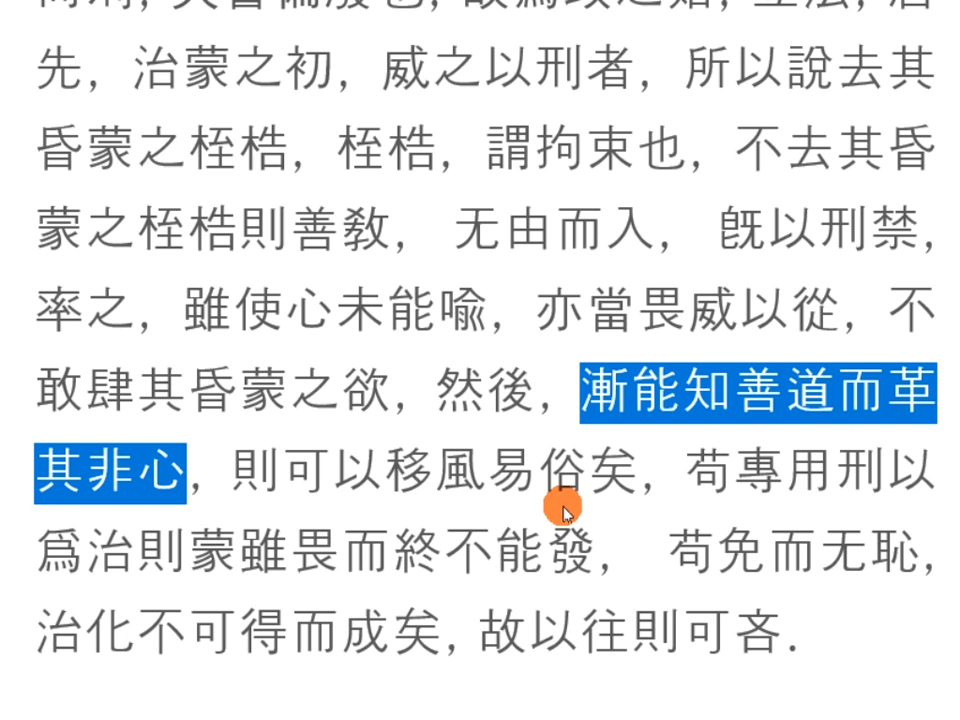 先, 治蒙之初, 威之以刑者, 所以說去其
昏蒙之桎梏, 桎梏, 謂拘束也, 不去其昏
蒙之桎梏則善敎, 无由而入, 旣以刑禁,
率之, 雖使心未能喩, 亦當畏威以從, 不
敢肆其昏蒙之欲, 然後, 漸能知善道而革
其非心, 則可以移風易俗矣, 苟專用刑以
爲治則蒙雖畏而終不能發, 苟免而无恥,
治化不可得而成矣, 故以往則可吝.